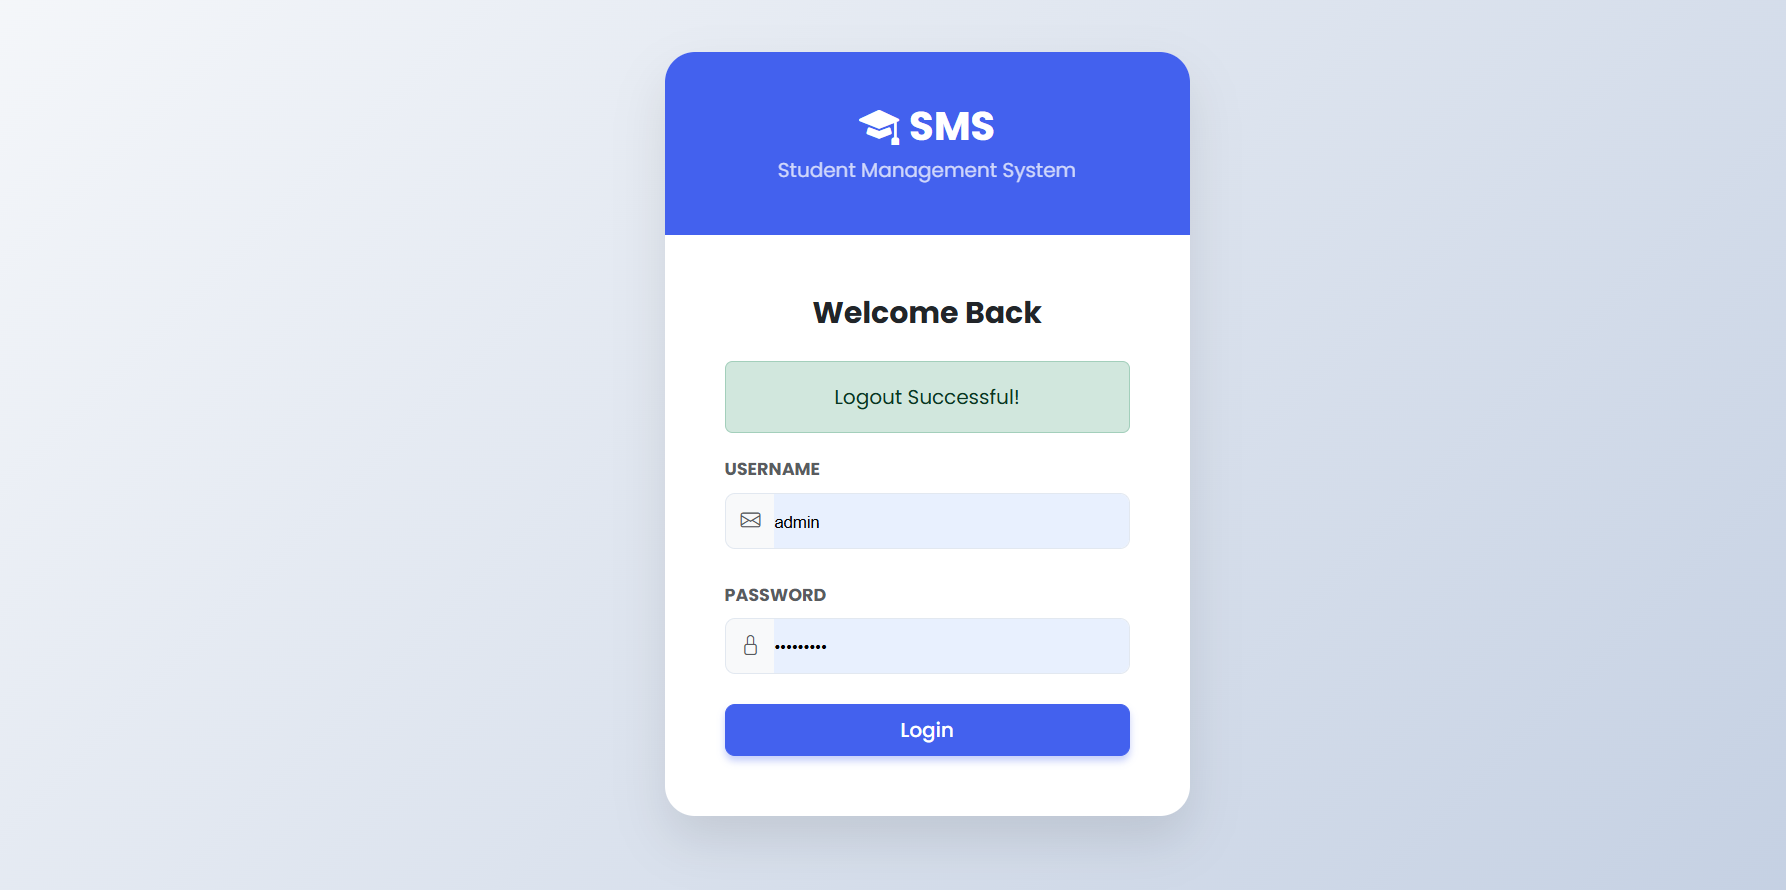 SMS
Student Management System
Welcome Back
Logout Successful!
USERNAME
admin
PASSWORD
•••••••••
Login